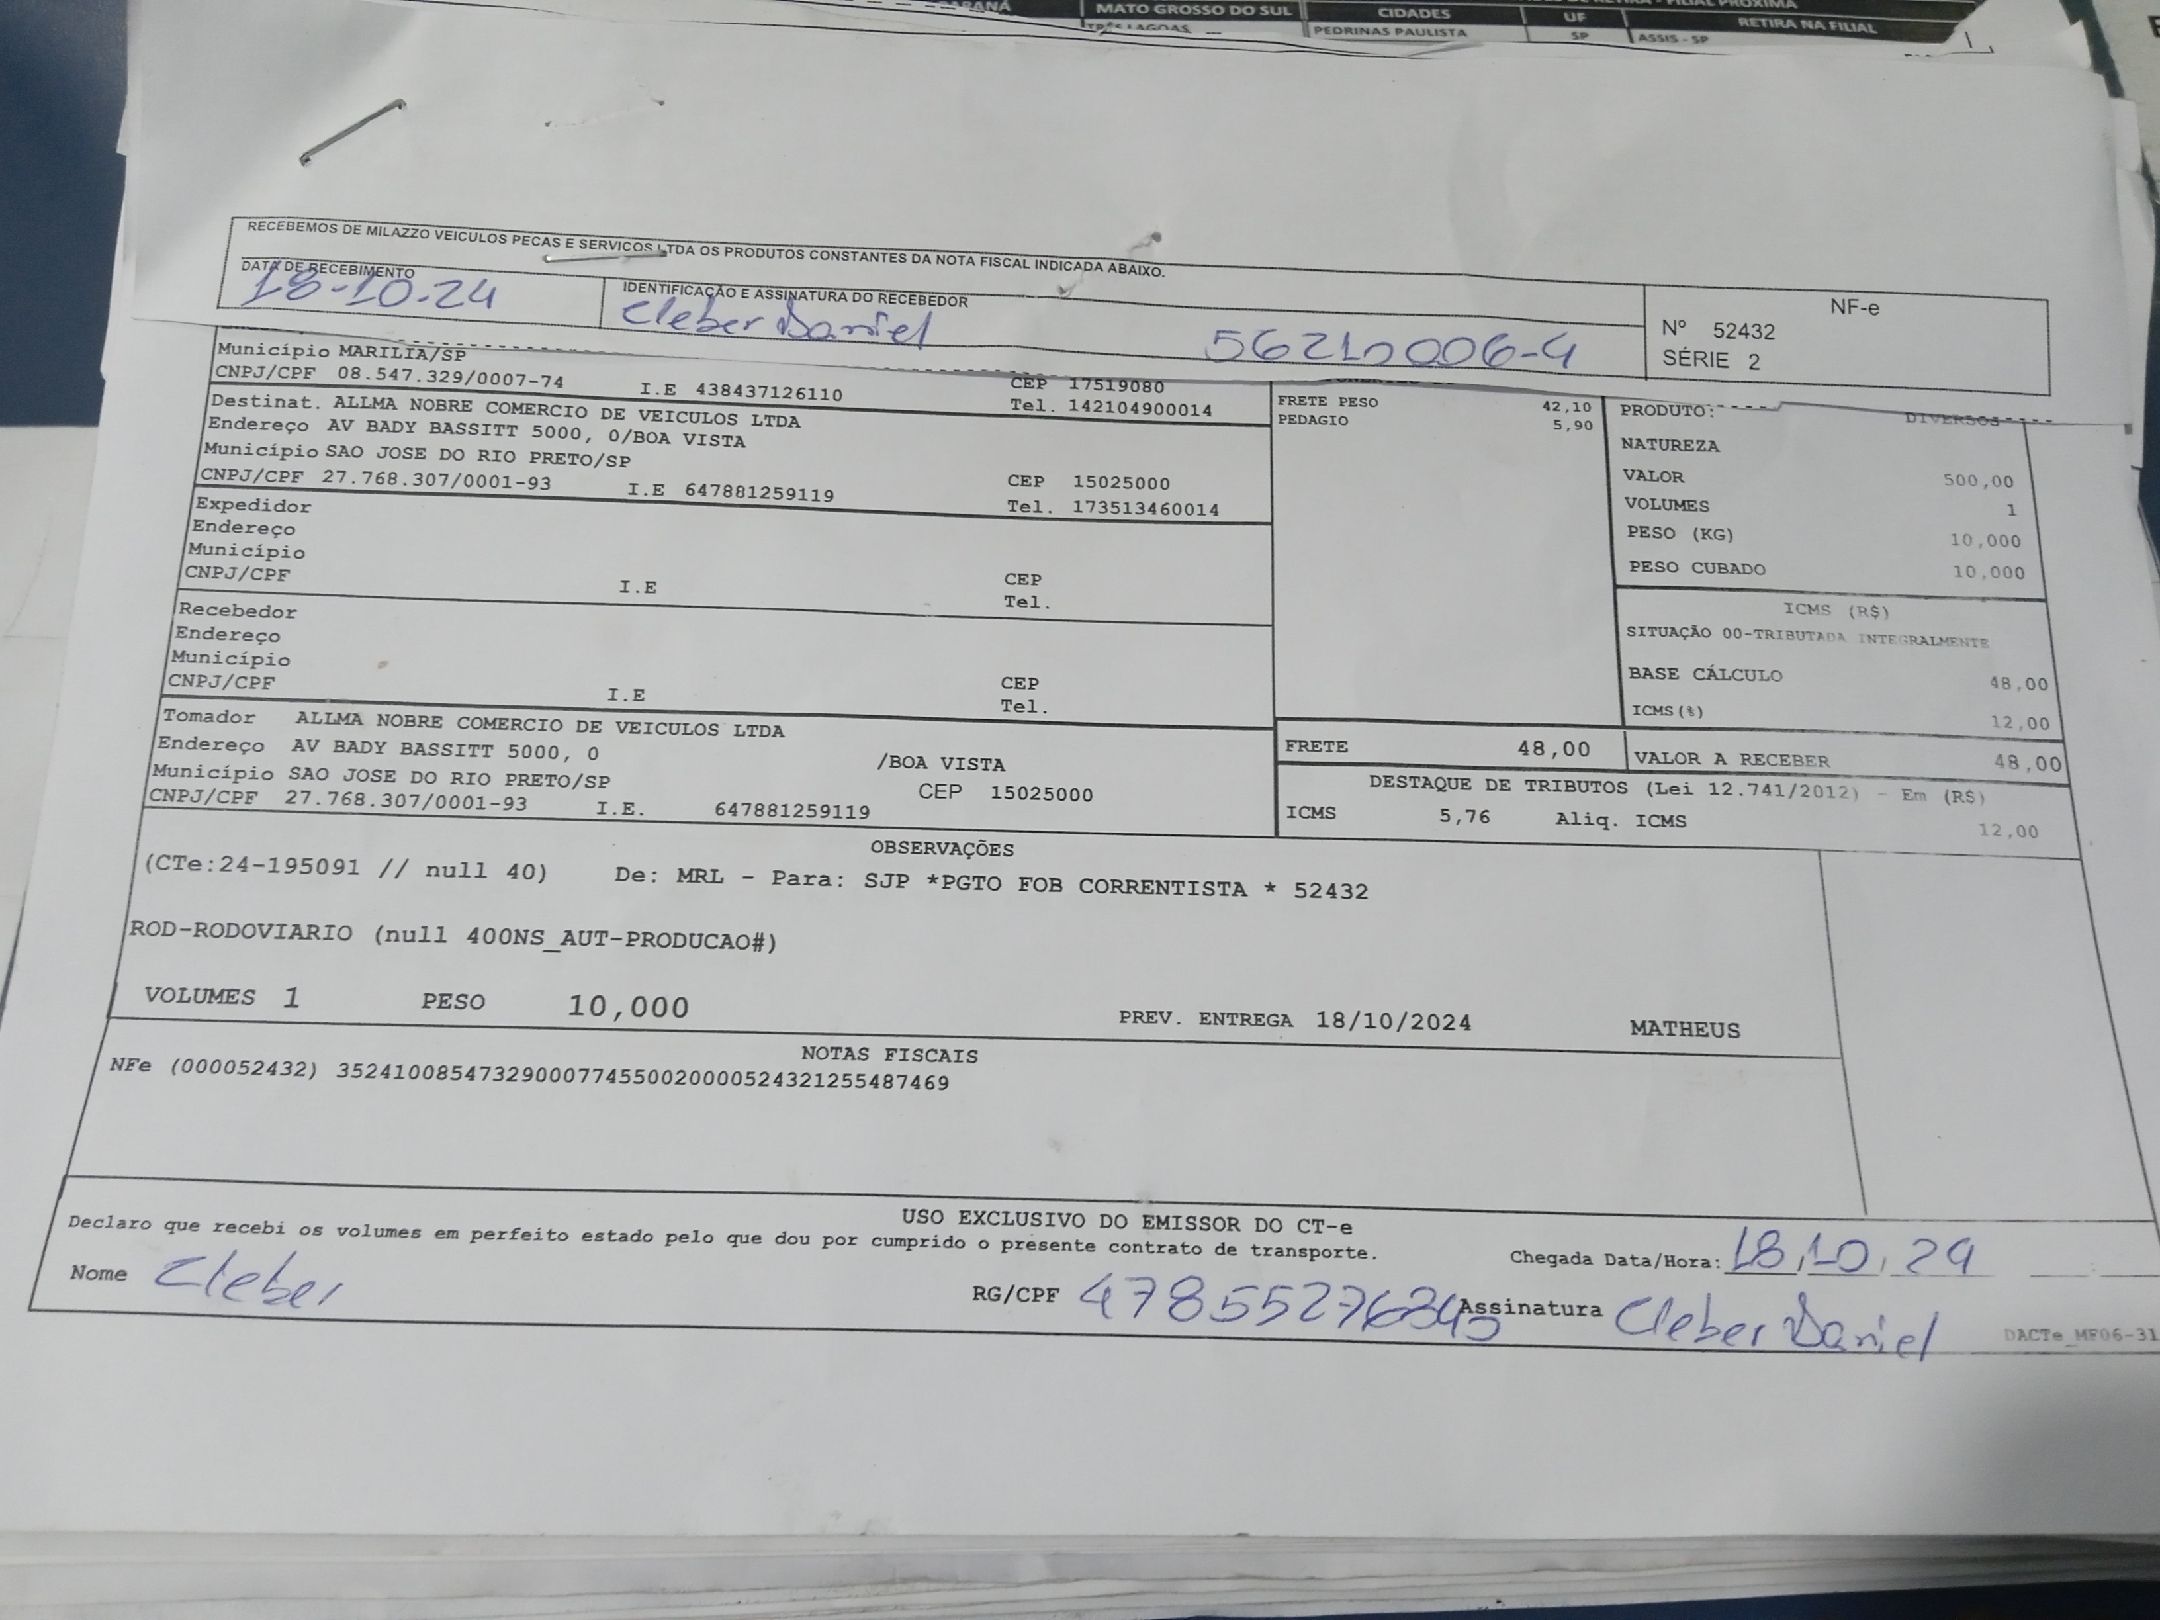 PARANÁ MATO GROSSO DO SUL CIDADES UF RETIRA NA FILIAL
TRÊS LAGOAS PEDRINAS PAULISTA SP ASSIS - SP
RECEBEMOS DE MILAZZO VEICULOS PECAS E SERVICOS LTDA OS PRODUTOS CONSTANTES DA NOTA FISCAL INDICADA ABAIXO.
NF-e
Nº 52432
SÉRIE 2
DATA DE RECEBIMENTO
18-10-24
IDENTIFICAÇÃO E ASSINATURA DO RECEBEDOR
Cleber Daniel
Município MARILIA/SP CEP 17519080
CNPJ/CPF 08.547.329/0007-74 I.E 438437126110 Tel. 142104900014
Destinat. ALLMA NOBRE COMERCIO DE VEICULOS LTDA
Endereço AV BADY BASSITT 5000, 0/BOA VISTA
Município SAO JOSE DO RIO PRETO/SP CEP 15025000
CNPJ/CPF 27.768.307/0001-93 I.E 647881259119 Tel. 173513460014
Expedidor
Endereço
Município CEP
CNPJ/CPF I.E Tel.
Recebedor
Endereço
Município CEP
CNPJ/CPF I.E Tel.
Tomador ALLMA NOBRE COMERCIO DE VEICULOS LTDA
Endereço AV BADY BASSITT 5000, 0 /BOA VISTA
Município SAO JOSE DO RIO PRETO/SP CEP 15025000
CNPJ/CPF 27.768.307/0001-93 I.E. 647881259119
FRETE PESO 42,10
PEDAGIO 5,90
FRETE 48,00
PRODUTO: DIVERSOS
NATUREZA
VALOR 500,00
VOLUMES 1
PESO (KG) 10,000
PESO CUBADO 10,000
ICMS (R$)
SITUAÇÃO 00-TRIBUTADA INTEGRALMENTE
BASE CÁLCULO 48,00
ICMS(%) 12,00
VALOR A RECEBER 48,00
DESTAQUE DE TRIBUTOS (Lei 12.741/2012) - Em (R$)
ICMS 5,76 Aliq. ICMS 12,00
OBSERVAÇÕES
(CTe:24-195091 // null 40) De: MRL - Para: SJP *PGTO FOB CORRENTISTA * 52432
ROD-RODOVIARIO (null 400NS_AUT-PRODUCAO#)
VOLUMES 1 PESO 10,000 PREV. ENTREGA 18/10/2024 MATHEUS
NOTAS FISCAIS
NFe (000052432) 35241008547329000774550020000524321255487469
USO EXCLUSIVO DO EMISSOR DO CT-e
Declaro que recebi os volumes em perfeito estado pelo que dou por cumprido o presente contrato de transporte. Chegada Data/Hora: 18,10,24
Nome Cleber RG/CPF Assinatura Cleber Daniel
DACTe_MF06-31